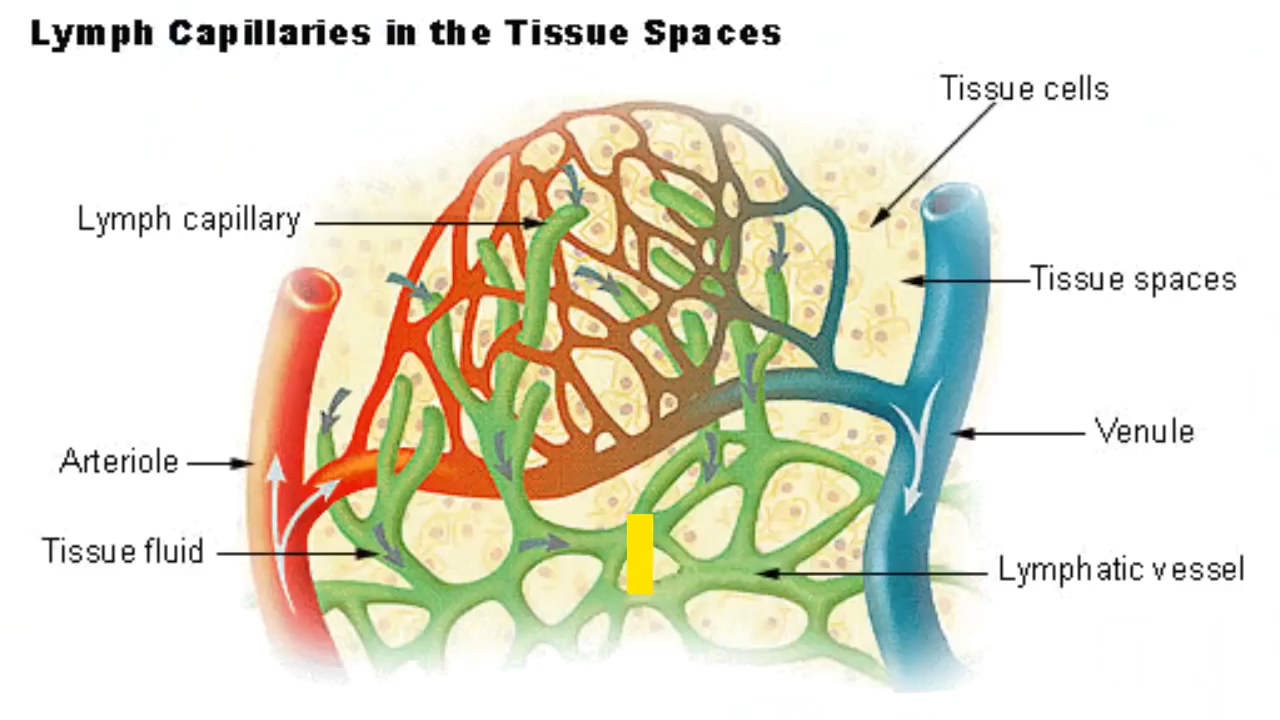 Lymph Capillaries in the Tissue Spaces
Tissue cells
Lymph capillary
Tissue spaces
Venule
Arteriole
Tissue fluid
Lymphatic vessel